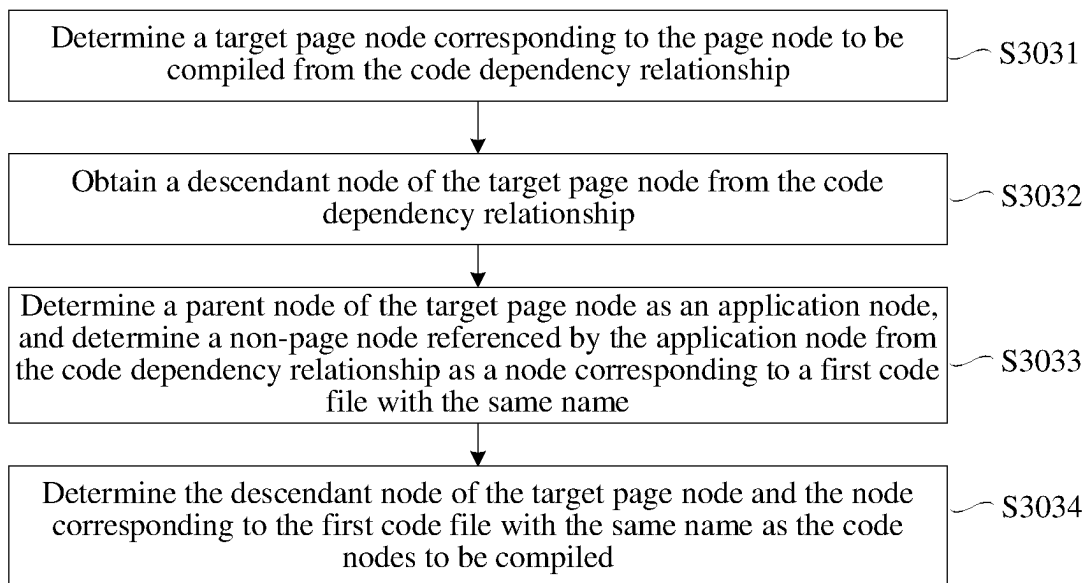 Determine a target page node corresponding to the page node to be
compiled from the code dependency relationship
S3031
Obtain a descendant node of the target page node from the code
dependency relationship
S3032
Determine a parent node of the target page node as an application node,
and determine a non-page node referenced by the application node from
the code dependency relationship as a node corresponding to a first code
file with the same name
S3033
Determine the descendant node of the target page node and the node
corresponding to the first code file with the same name as the code
nodes to be compiled
S3034